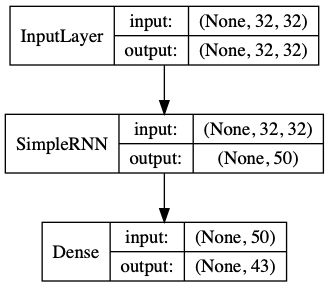 InputLayer
input: (None, 32, 32)
output: (None, 32, 32)
SimpleRNN
input: (None, 32, 32)
output: (None, 50)
Dense
input: (None, 50)
output: (None, 43)